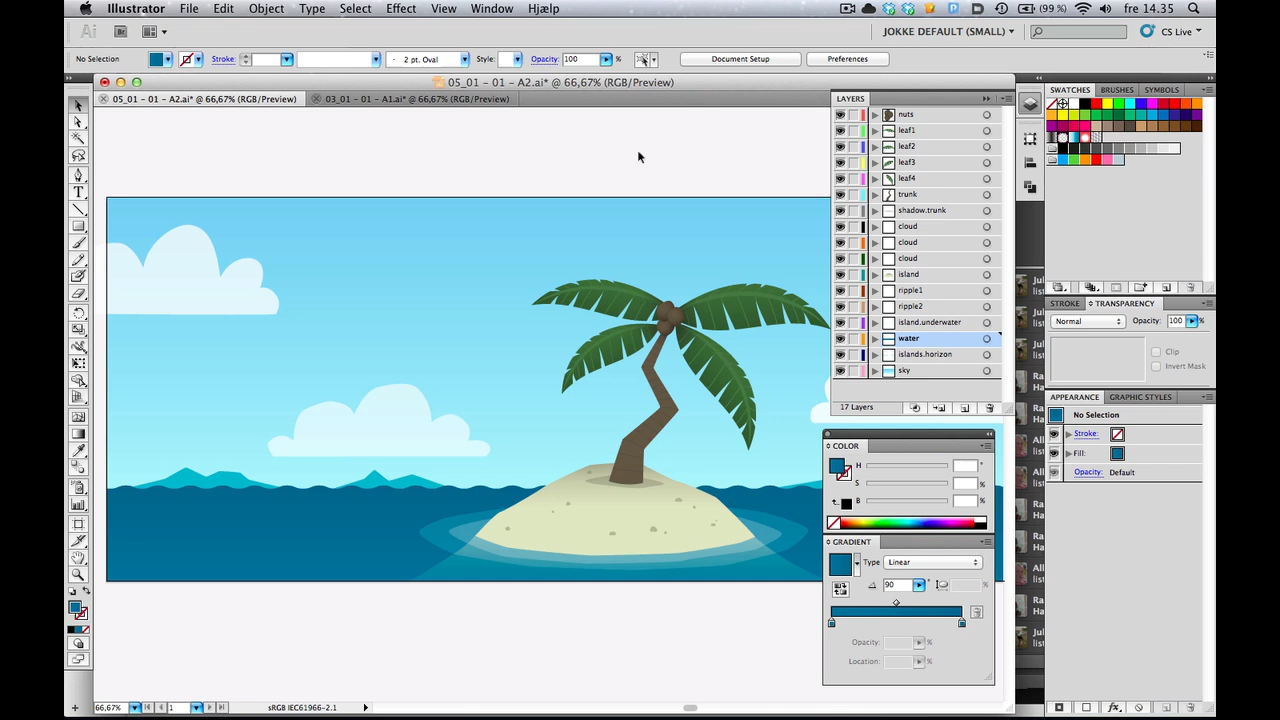 Illustrator File Edit Object Type Select Effect View Window Hjælp (99 %) fre 14.35
Ai Br JOKKE DEFAULT (SMALL) CS Live
No Selection Stroke: 2 pt. Oval Style: Opacity: 100 % Document Setup Preferences
05_01 - 01 - A2.ai* @ 66,67% (RGB/Preview)
05_01 - 01 - A2.ai* @ 66,67% (RGB/Preview) 03_01 - 01 - A1.ai* @ 66,67% (RGB/Preview)
LAYERS
nuts
leaf1
leaf2
leaf3
leaf4
trunk
shadow.trunk
cloud
cloud
cloud
island
ripple1
ripple2
island.underwater
water
islands.horizon
sky
17 Layers
COLOR
H °
S %
B %
GRADIENT
Type Linear
90 °
%
Opacity: %
Location: %
SWATCHES BRUSHES SYMBOLS
STROKE TRANSPARENCY
Normal Opacity: 100 %
Clip
Invert Mask
APPEARANCE GRAPHIC STYLES
No Selection
Stroke:
Fill:
Opacity: Default
66,67% 1 sRGB IEC61966-2.1